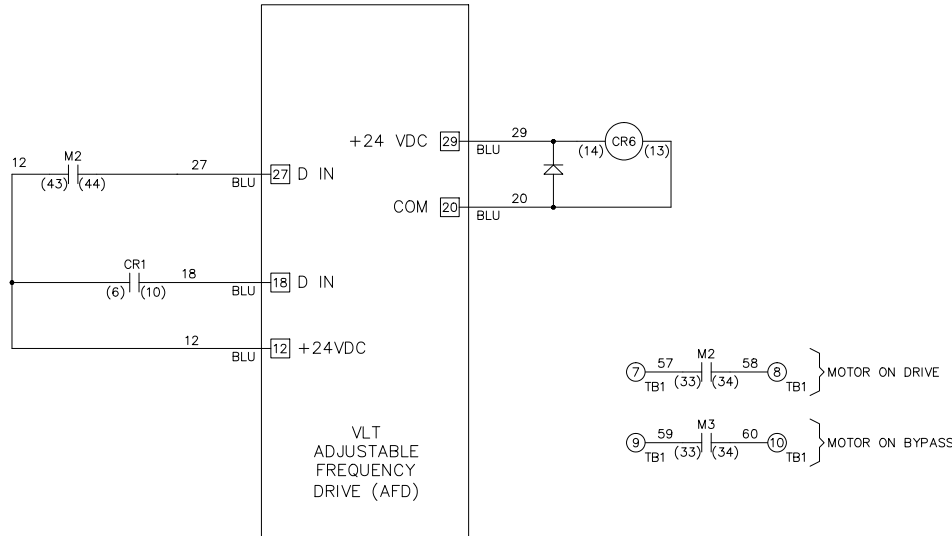 +24 VDC 29 29 BLU (14) CR6 (13)
12 M2 (43) (44) 27 BLU 27 D IN
COM 20 20 BLU
CR1 (6) (10) 18 BLU 18 D IN
12 BLU 12 +24VDC
7 TB1 57 M2 (33) (34) 58 8 TB1 MOTOR ON DRIVE
9 TB1 59 M3 (33) (34) 60 10 TB1 MOTOR ON BYPASS
VLT
ADJUSTABLE
FREQUENCY
DRIVE (AFD)